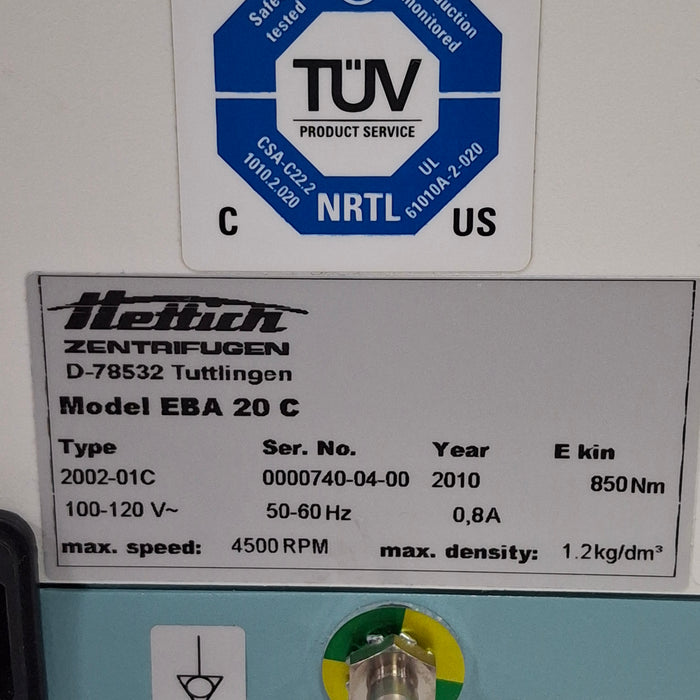 Safe
tested
monitored
TÜV
PRODUCT SERVICE
CSA-C22.2
1010.2.020
UL
61010A-2-020
NRTL
C US
Hettich
ZENTRIFUGEN
D-78532 Tuttlingen
Model EBA 20 C
Type Ser. No. Year E kin
2002-01C 0000740-04-00 2010 850 Nm
100-120 V~ 50-60 Hz 0,8A
max. speed: 4500 RPM max. density: 1.2kg/dm³